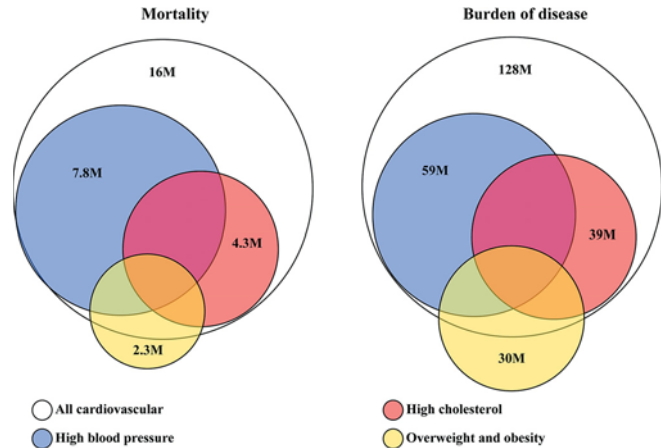 Mortality
16M
7.8M
4.3M
2.3M
Burden of disease
128M
59M
39M
30M
All cardiovascular
High blood pressure
High cholesterol
Overweight and obesity